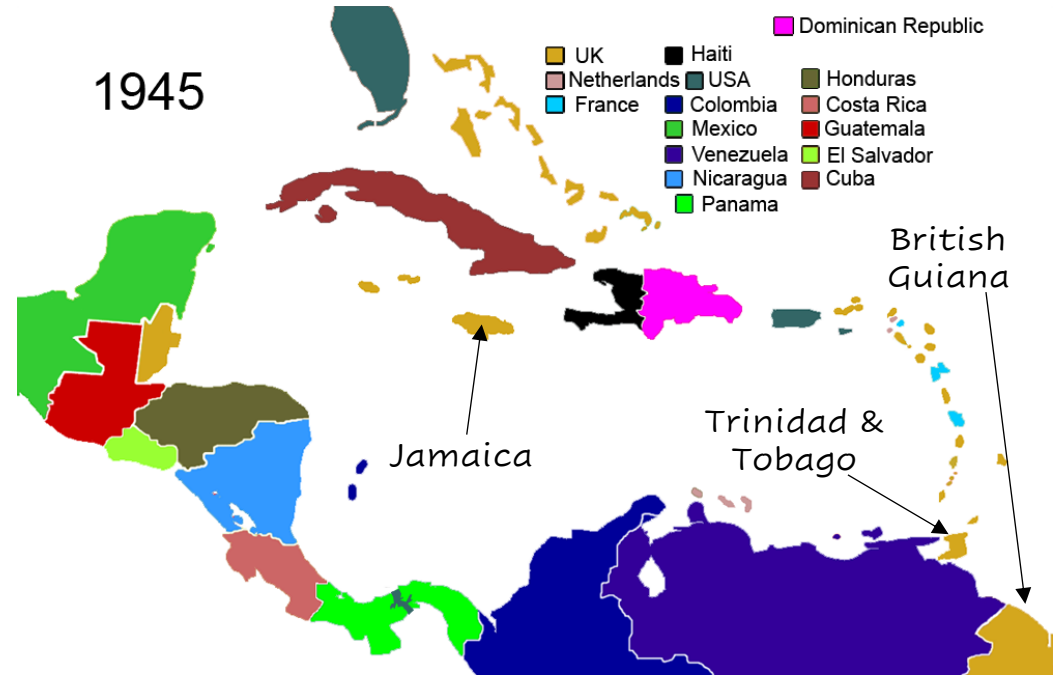 1945
Dominican Republic
UK
Haiti
Netherlands
USA
Honduras
France
Colombia
Costa Rica
Mexico
Guatemala
Venezuela
El Salvador
Nicaragua
Cuba
Panama
British
Guiana
Jamaica
Trinidad &
Tobago